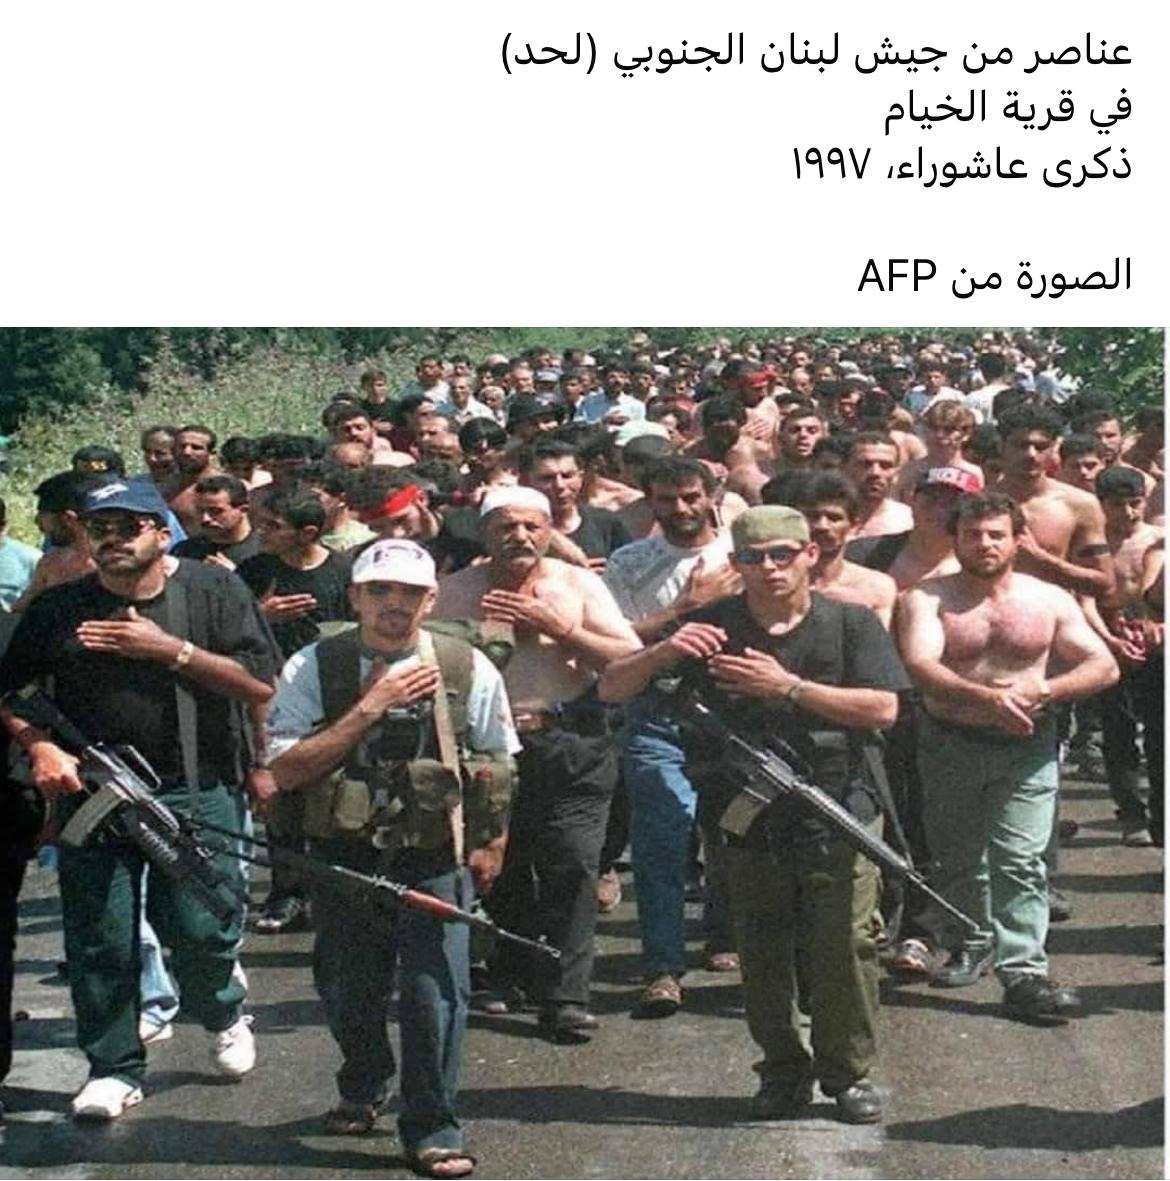 عناصر من جيش لبنان الجنوبي (لحد)
في قرية الخيام
ذكرى عاشوراء، ١٩٩٧
الصورة من AFP